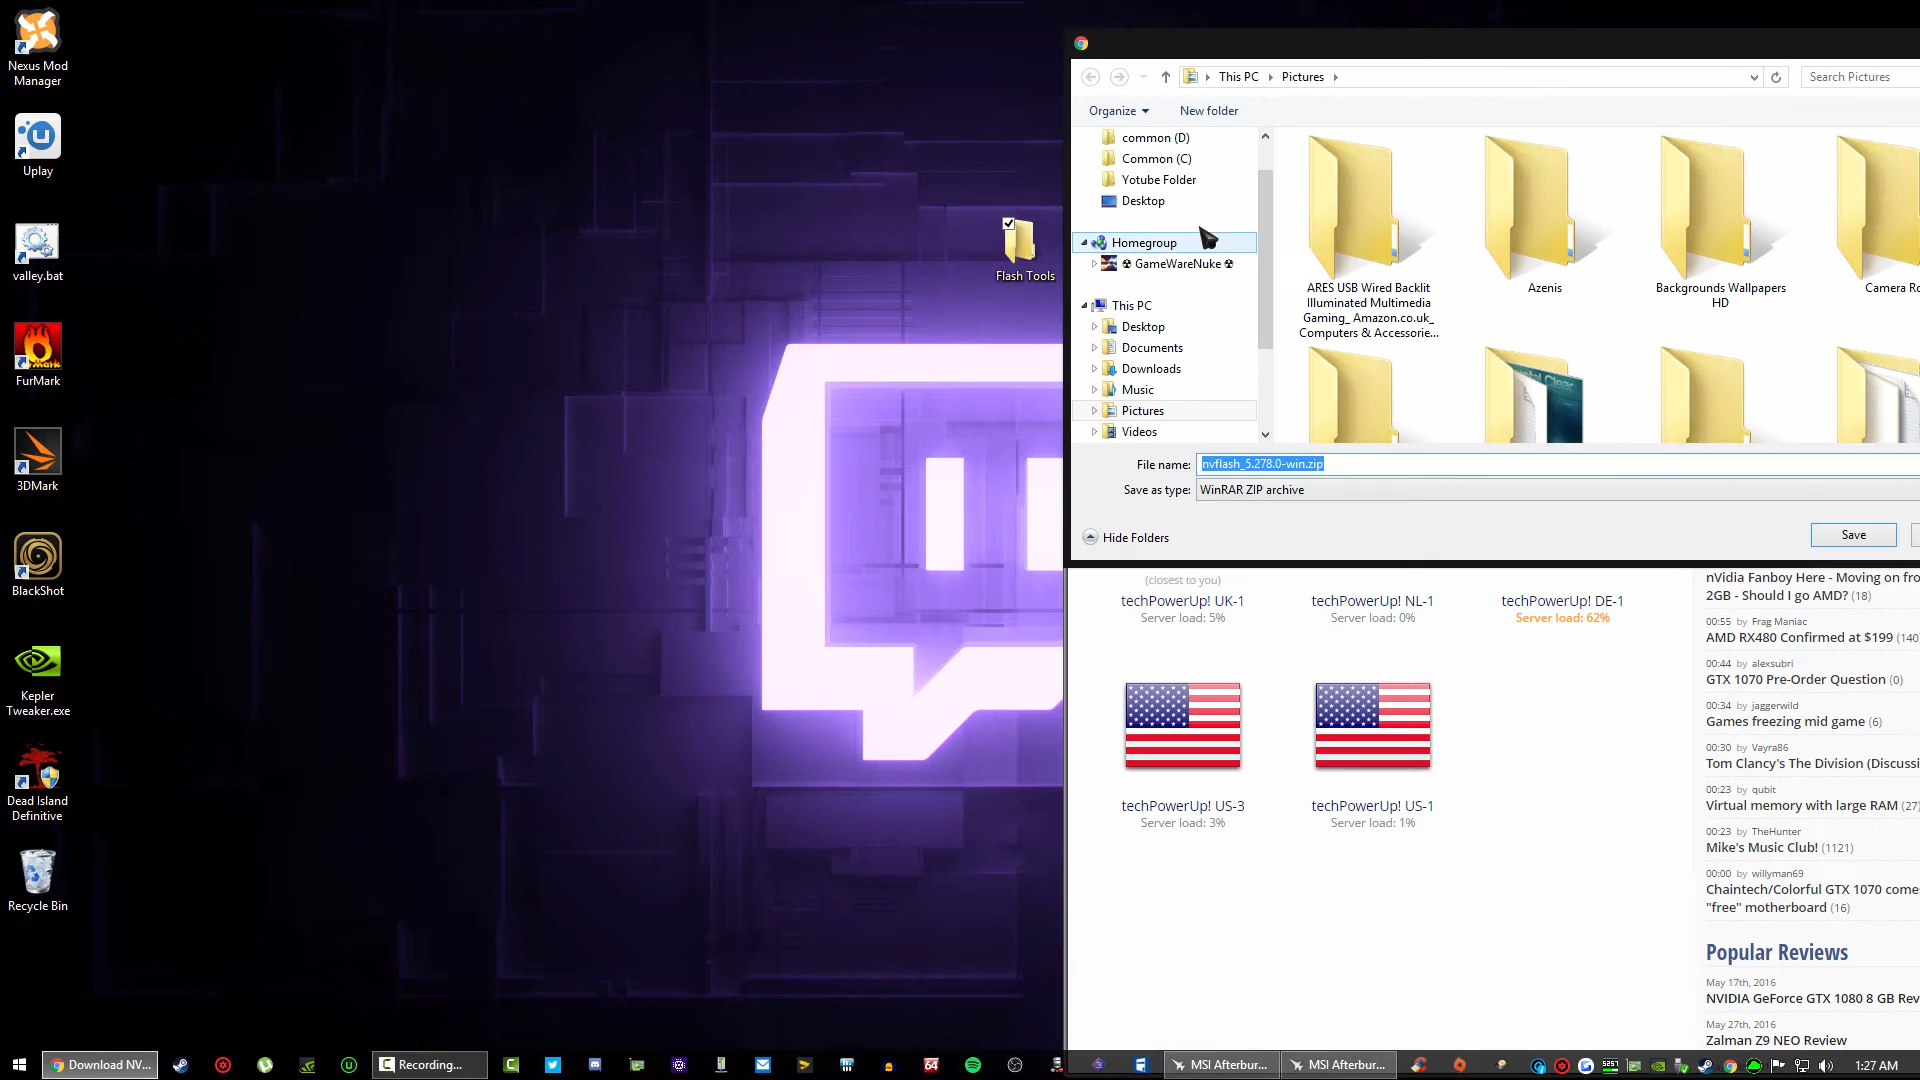 Nexus Mod
Manager
Uplay
valley.bat
FurMark
3DMark
BlackShot
Kepler
Tweaker.exe
Dead Island
Definitive
Recycle Bin
Flash Tools
This PC
Pictures
Search Pictures
Organize
New folder
common (D)
Common (C)
Yotube Folder
Desktop
Homegroup
☢ GameWareNuke ☢
This PC
Desktop
Documents
Downloads
Music
Pictures
Videos
ARES USB Wired Backlit
Illuminated Multimedia
Gaming_ Amazon.co.uk_
Computers & Accessorie...
Azenis
Backgrounds Wallpapers
HD
Camera Ro
File name:
nvflash_5.278.0-win.zip
Save as type:
WinRAR ZIP archive
Hide Folders
Save
(closest to you)
techPowerUp! UK-1
Server load: 5%
techPowerUp! NL-1
Server load: 0%
techPowerUp! DE-1
Server load: 62%
techPowerUp! US-3
Server load: 3%
techPowerUp! US-1
Server load: 1%
nVidia Fanboy Here - Moving on fro
2GB - Should I go AMD? (18)
00:55 by Frag Maniac
AMD RX480 Confirmed at $199 (140
00:44 by alexsubri
GTX 1070 Pre-Order Question (0)
00:34 by jaggerwild
Games freezing mid game (6)
00:30 by Vayra86
Tom Clancy's The Division (Discussi
00:23 by qubit
Virtual memory with large RAM (27
00:23 by TheHunter
Mike's Music Club! (1121)
00:00 by willyman69
Chaintech/Colorful GTX 1070 comes
"free" motherboard (16)
Popular Reviews
May 17th, 2016
NVIDIA GeForce GTX 1080 8 GB Rev
May 27th, 2016
Zalman Z9 NEO Review
Download NV...
Recording...
64
MSI Afterbur...
MSI Afterbur...
1:27 AM